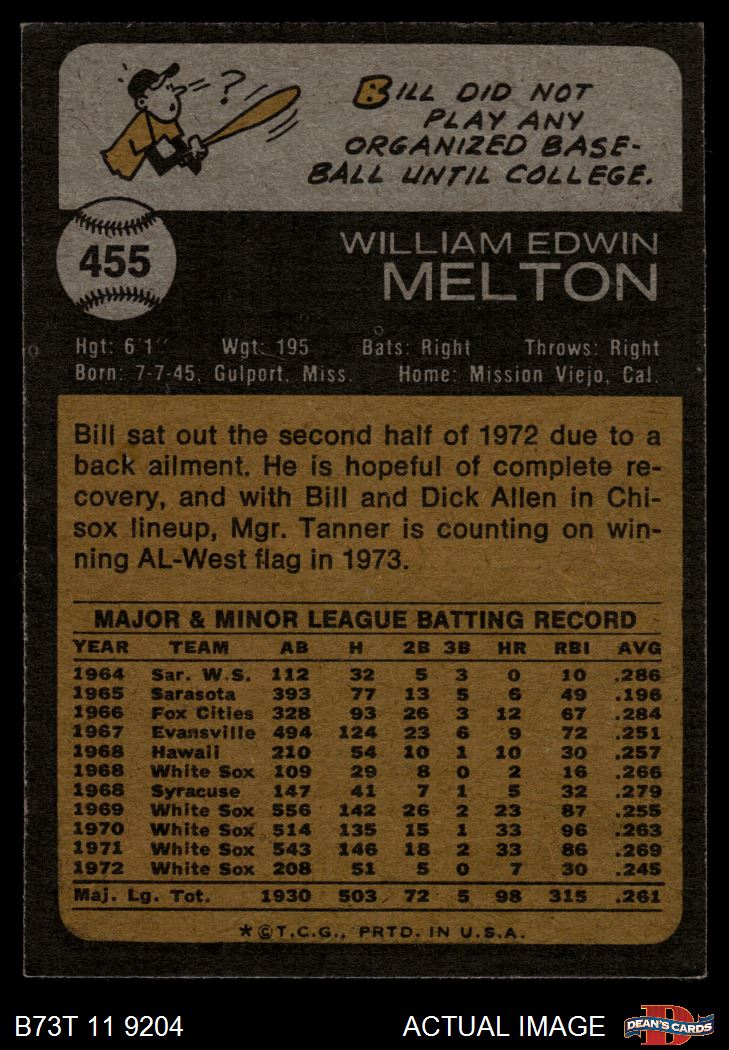 ?
BILL DID NOT
PLAY ANY
ORGANIZED BASE-
BALL UNTIL COLLEGE.
455
WILLIAM EDWIN
MELTON
Hgt: 6'1" Wgt: 195 Bats: Right Throws: Right
Born: 7-7-45, Gulport, Miss. Home: Mission Viejo, Cal.
Bill sat out the second half of 1972 due to a
back ailment. He is hopeful of complete re-
covery, and with Bill and Dick Allen in Chi-
sox lineup, Mgr. Tanner is counting on win-
ning AL-West flag in 1973.
MAJOR & MINOR LEAGUE BATTING RECORD
YEAR TEAM AB H 2B 3B HR RBI AVG
1964 Sar. W.S. 112 32 5 3 0 10 .286
1965 Sarasota 393 77 13 5 6 49 .196
1966 Fox Cities 328 93 26 3 12 67 .284
1967 Evansville 494 124 23 6 9 72 .251
1968 Hawaii 210 54 10 1 10 30 .257
1968 White Sox 109 29 8 0 2 16 .266
1968 Syracuse 147 41 7 1 5 32 .279
1969 White Sox 556 142 26 2 23 87 .255
1970 White Sox 514 135 15 1 33 96 .263
1971 White Sox 543 146 18 2 33 86 .269
1972 White Sox 208 51 5 0 7 30 .245
Maj. Lg. Tot. 1930 503 72 5 98 315 .261
*©T.C.G., PRTD. IN U.S.A.
B73T 11 9204 ACTUAL IMAGE DEAN'S CARDS